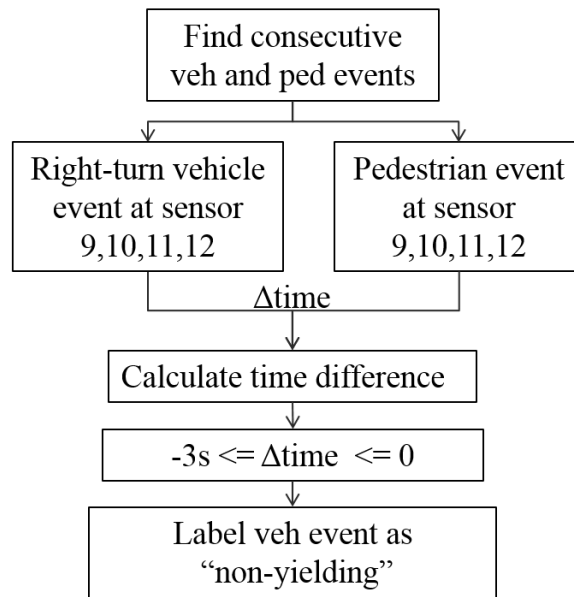 Find consecutive
veh and ped events
Right-turn vehicle
event at sensor
9,10,11,12
Pedestrian event
at sensor
9,10,11,12
Δtime
Calculate time difference
-3s <= Δtime <= 0
Label veh event as
“non-yielding”